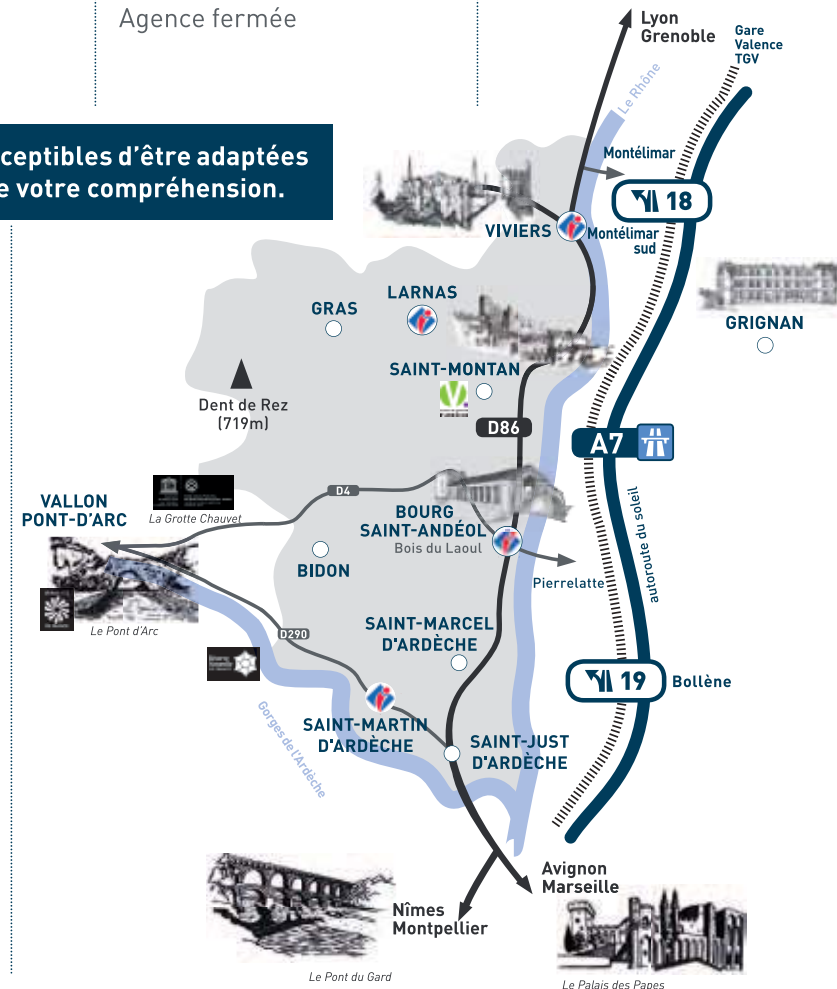 Agence fermée
Lyon
Grenoble
Gare
Valence
TGV
Le Rhône
ceptibles d'être adaptées
e votre compréhension.
Montélimar
18
VIVIERS
Montélimar
sud
LARNAS
GRAS
GRIGNAN
SAINT-MONTAN
Dent de Rez
(719m)
D86
A7
D4
VALLON
PONT-D'ARC
La Grotte Chauvet
BOURG
SAINT-ANDÉOL
Bois du Laoul
autoroute du soleil
BIDON
Pierrelatte
Le Pont d'Arc
SAINT-MARCEL
D'ARDÈCHE
D290
19
Bollène
Gorges de l'Ardèche
SAINT-MARTIN
D'ARDÈCHE
SAINT-JUST
D'ARDÈCHE
Avignon
Marseille
Nîmes
Montpellier
Le Pont du Gard
Le Palais des Papes